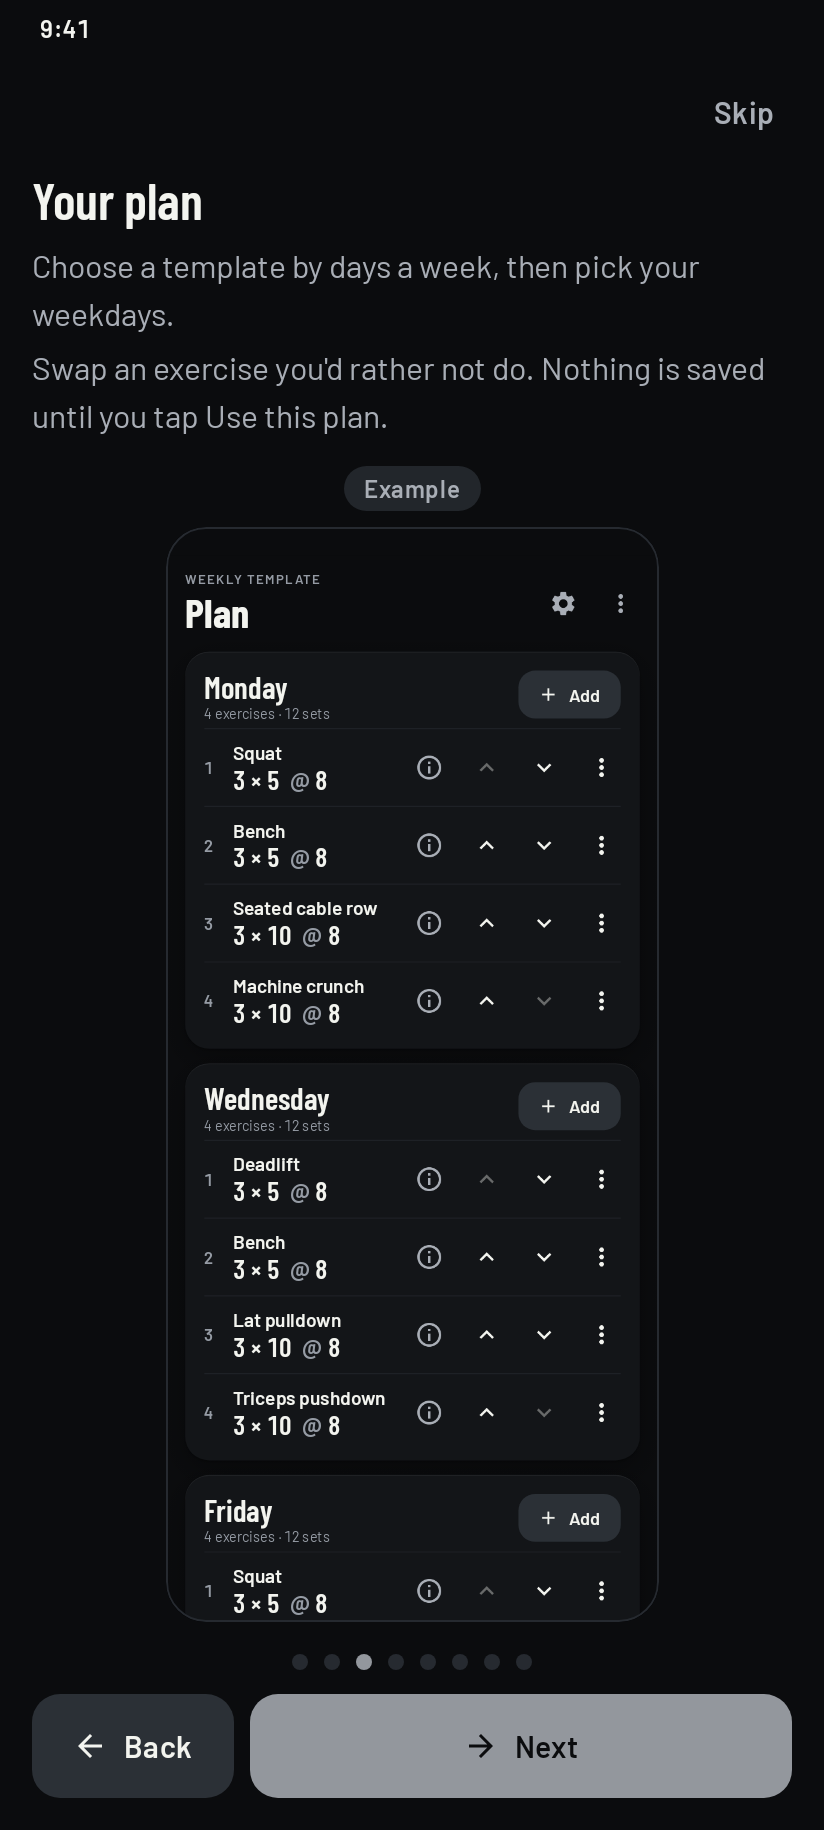 9:41
Skip
Your plan
Choose a template by days a week, then pick your
weekdays.
Swap an exercise you'd rather not do. Nothing is saved
until you tap Use this plan.
Example
WEEKLY TEMPLATE
Plan
Monday
4 exercises · 12 sets
+ Add
1 Squat
3 × 5 @ 8
2 Bench
3 × 5 @ 8
3 Seated cable row
3 × 10 @ 8
4 Machine crunch
3 × 10 @ 8
Wednesday
4 exercises · 12 sets
+ Add
1 Deadlift
3 × 5 @ 8
2 Bench
3 × 5 @ 8
3 Lat pulldown
3 × 10 @ 8
4 Triceps pushdown
3 × 10 @ 8
Friday
4 exercises · 12 sets
+ Add
1 Squat
3 × 5 @ 8
Back
Next